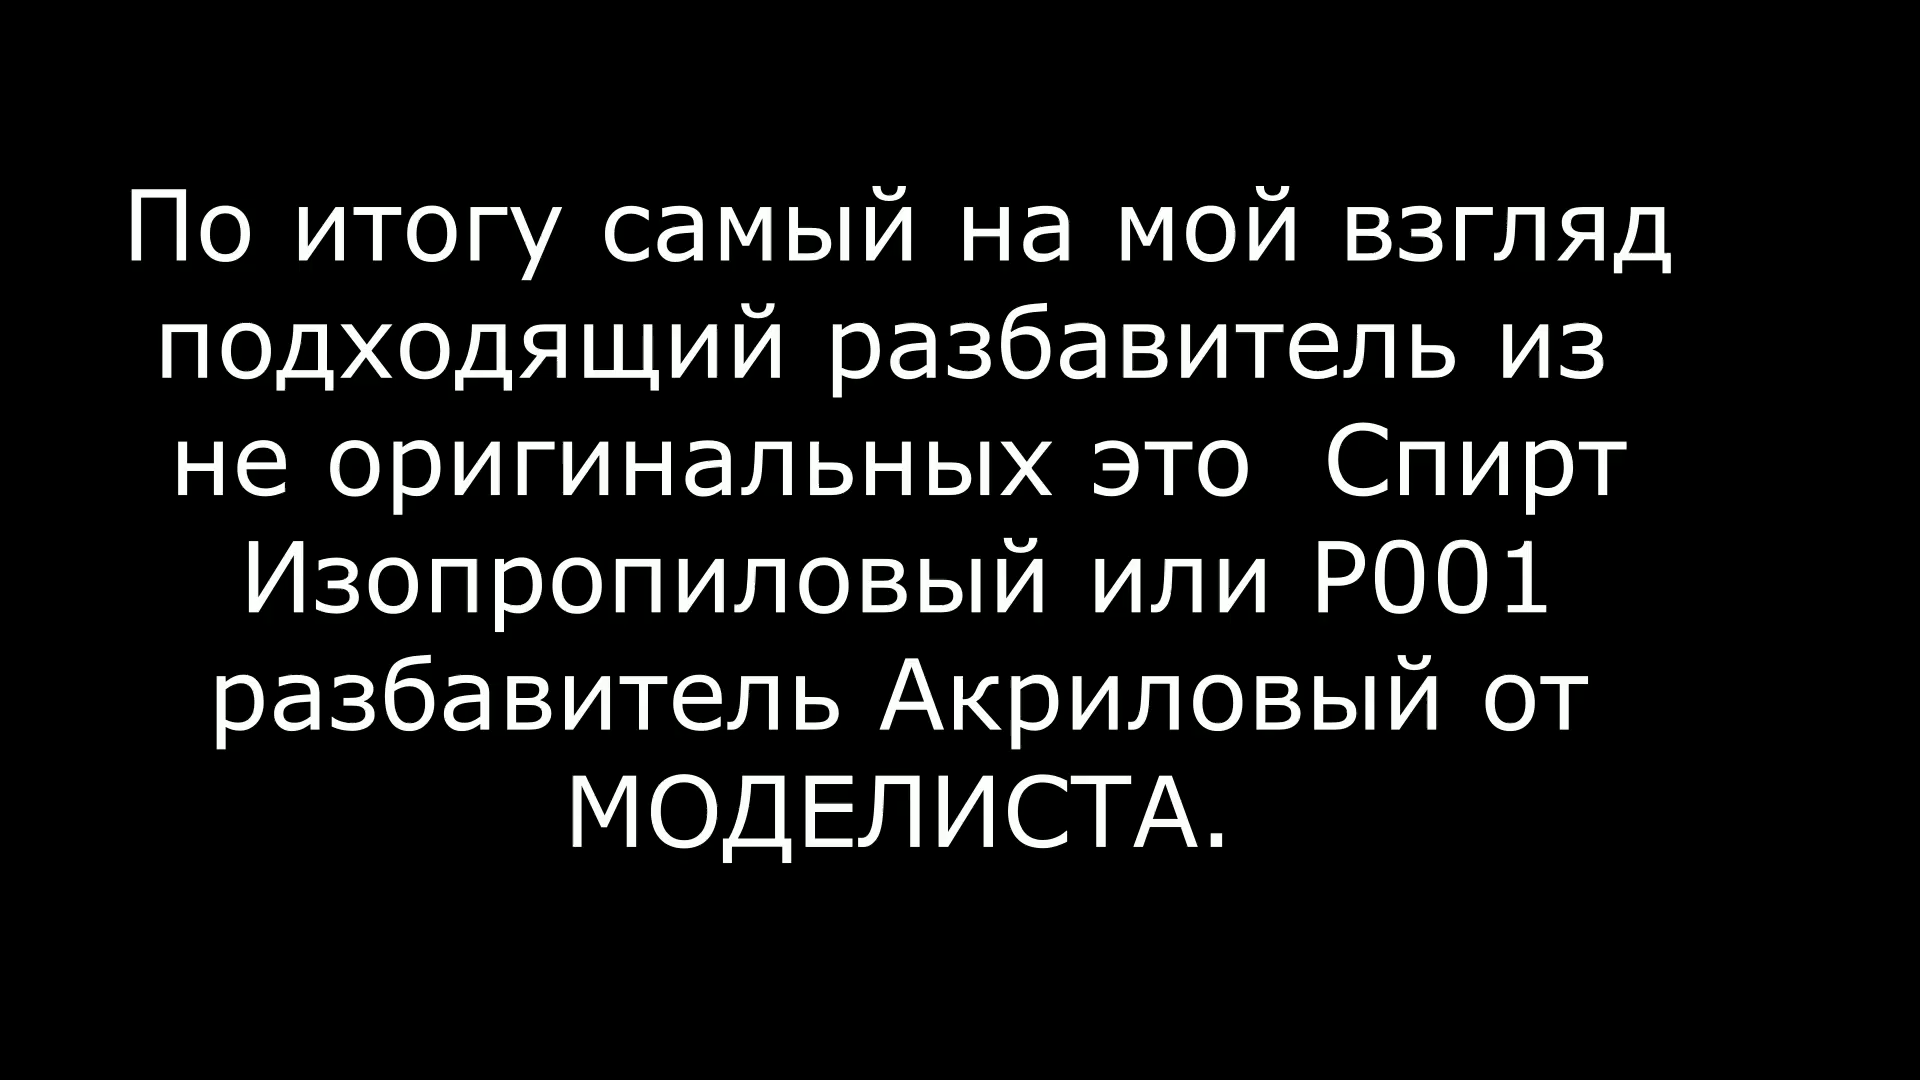 По итогу самый на мой взгляд
подходящий разбавитель из
не оригинальных это  Спирт
Изопропиловый или Р001
разбавитель Акриловый от
МОДЕЛИСТА.